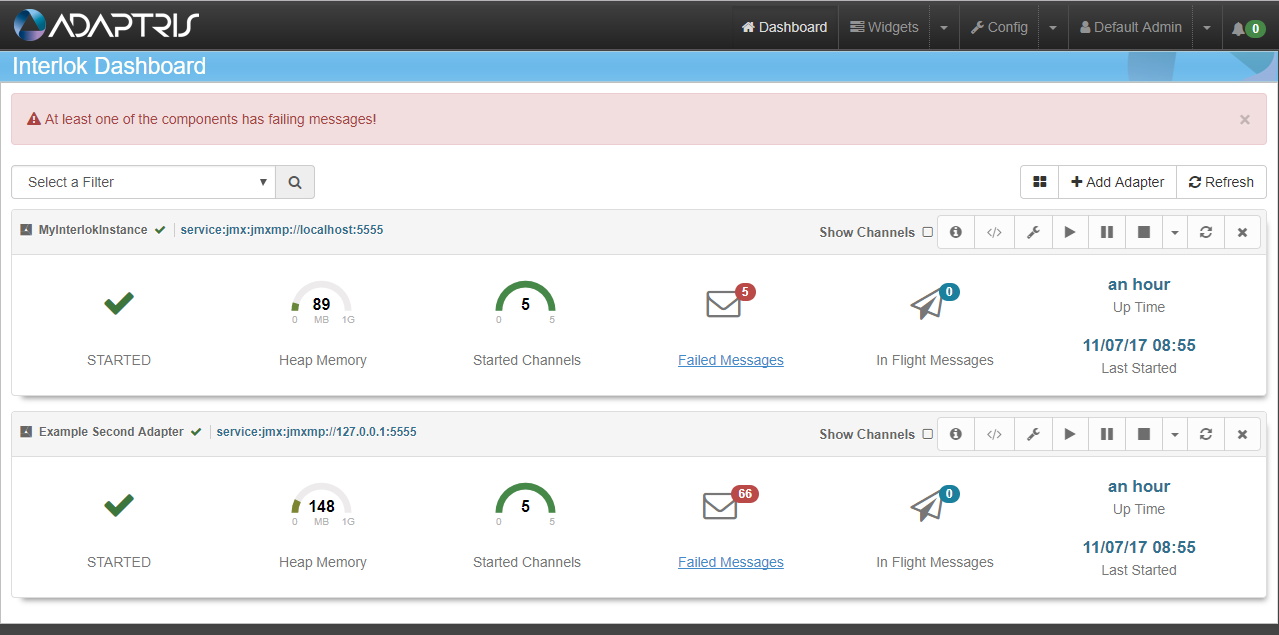 ADAPTRIS Dashboard Widgets Config Default Admin 0
Interlok Dashboard
At least one of the components has failing messages! ×
Select a Filter Add Adapter Refresh
MyInterlokInstance service:jmx:jmxmp://localhost:5555 Show Channels
89 5 5 0 an hour
0 MB 1G 0 5 Up Time
11/07/17 08:55
STARTED Heap Memory Started Channels Failed Messages In Flight Messages Last Started
Example Second Adapter service:jmx:jmxmp://127.0.0.1:5555 Show Channels
148 5 66 0 an hour
0 MB 1G 0 5 Up Time
11/07/17 08:55
STARTED Heap Memory Started Channels Failed Messages In Flight Messages Last Started